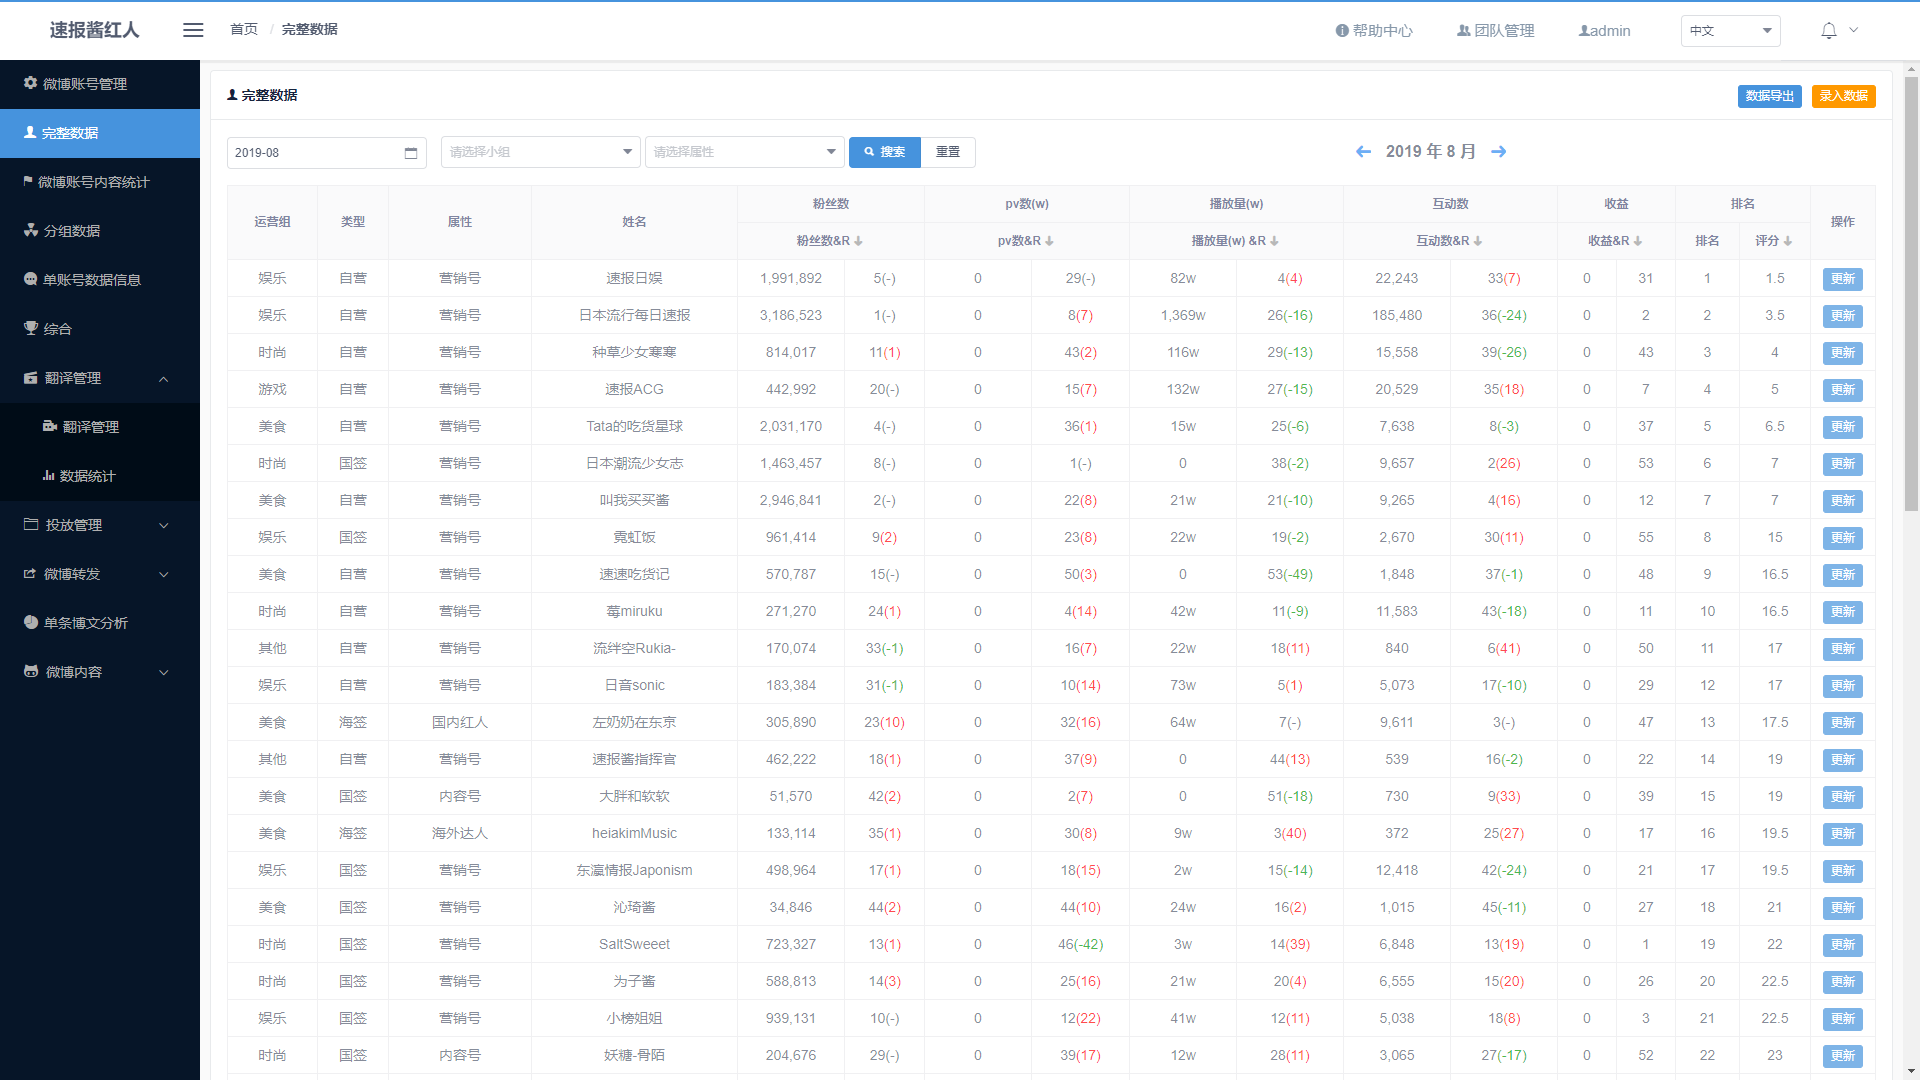 速报酱红人
首页 / 完整数据
帮助中心
团队管理
admin
中文
微博账号管理
完整数据
微博账号内容统计
分组数据
单账号数据信息
综合
翻译管理
翻译管理
数据统计
投放管理
微博转发
单条博文分析
微博内容
完整数据
数据导出 录入数据
2019-08 请选择小组 请选择属性 搜索 重置 2019 年 8 月
运营组 类型 属性 姓名 粉丝数 pv数(w) 播放量(w) 互动数 收益 排名 操作
粉丝数&R pv数&R 播放量(w) &R 互动数&R 收益&R 排名 评分
娱乐 自营 营销号 速报日娱 1,991,892 5(-) 0 29(-) 82w 4(4) 22,243 33(7) 0 31 1 1.5 更新
娱乐 自营 营销号 日本流行每日速报 3,186,523 1(-) 0 8(7) 1,369w 26(-16) 185,480 36(-24) 0 2 2 3.5 更新
时尚 自营 营销号 种草少女寒寒 814,017 11(1) 0 43(2) 116w 29(-13) 15,558 39(-26) 0 43 3 4 更新
游戏 自营 营销号 速报ACG 442,992 20(-) 0 15(7) 132w 27(-15) 20,529 35(18) 0 7 4 5 更新
美食 自营 营销号 Tata的吃货星球 2,031,170 4(-) 0 36(1) 15w 25(-6) 7,638 8(-3) 0 37 5 6.5 更新
时尚 国签 营销号 日本潮流少女志 1,463,457 8(-) 0 1(-) 0 38(-2) 9,657 2(26) 0 53 6 7 更新
美食 自营 营销号 叫我买买酱 2,946,841 2(-) 0 22(8) 21w 21(-10) 9,265 4(16) 0 12 7 7 更新
娱乐 国签 营销号 霓虹饭 961,414 9(2) 0 23(8) 22w 19(-2) 2,670 30(11) 0 55 8 15 更新
美食 自营 营销号 速速吃货记 570,787 15(-) 0 50(3) 0 53(-49) 1,848 37(-1) 0 48 9 16.5 更新
时尚 自营 营销号 莓miruku 271,270 24(1) 0 4(14) 42w 11(-9) 11,583 43(-18) 0 11 10 16.5 更新
其他 自营 营销号 流绊空Rukia- 170,074 33(-1) 0 16(7) 22w 18(11) 840 6(41) 0 50 11 17 更新
娱乐 自营 营销号 日音sonic 183,384 31(-1) 0 10(14) 73w 5(1) 5,073 17(-10) 0 29 12 17 更新
美食 海签 国内红人 左奶奶在东京 305,890 23(10) 0 32(16) 64w 7(-) 9,611 3(-) 0 47 13 17.5 更新
其他 自营 营销号 速报酱指挥官 462,222 18(1) 0 37(9) 0 44(13) 539 16(-2) 0 22 14 19 更新
美食 国签 内容号 大胖和软软 51,570 42(2) 0 2(7) 0 51(-18) 730 9(33) 0 39 15 19 更新
美食 海签 海外达人 heiakimMusic 133,114 35(1) 0 30(8) 9w 3(40) 372 25(27) 0 17 16 19.5 更新
娱乐 国签 营销号 东瀛情报Japonism 498,964 17(1) 0 18(15) 2w 15(-14) 12,418 42(-24) 0 21 17 19.5 更新
美食 国签 营销号 沁琦酱 34,846 44(2) 0 44(10) 24w 16(2) 1,015 45(-11) 0 27 18 21 更新
时尚 国签 营销号 SaltSweeet 723,327 13(1) 0 46(-42) 3w 14(39) 6,848 13(19) 0 1 19 22 更新
时尚 国签 营销号 为子酱 588,813 14(3) 0 25(16) 21w 20(4) 6,555 15(20) 0 26 20 22.5 更新
娱乐 国签 营销号 小榜姐姐 939,131 10(-) 0 12(22) 41w 12(11) 5,038 18(8) 0 3 21 22.5 更新
时尚 国签 内容号 妖糖-骨陌 204,676 29(-) 0 39(17) 12w 28(11) 3,065 27(-17) 0 52 22 23 更新